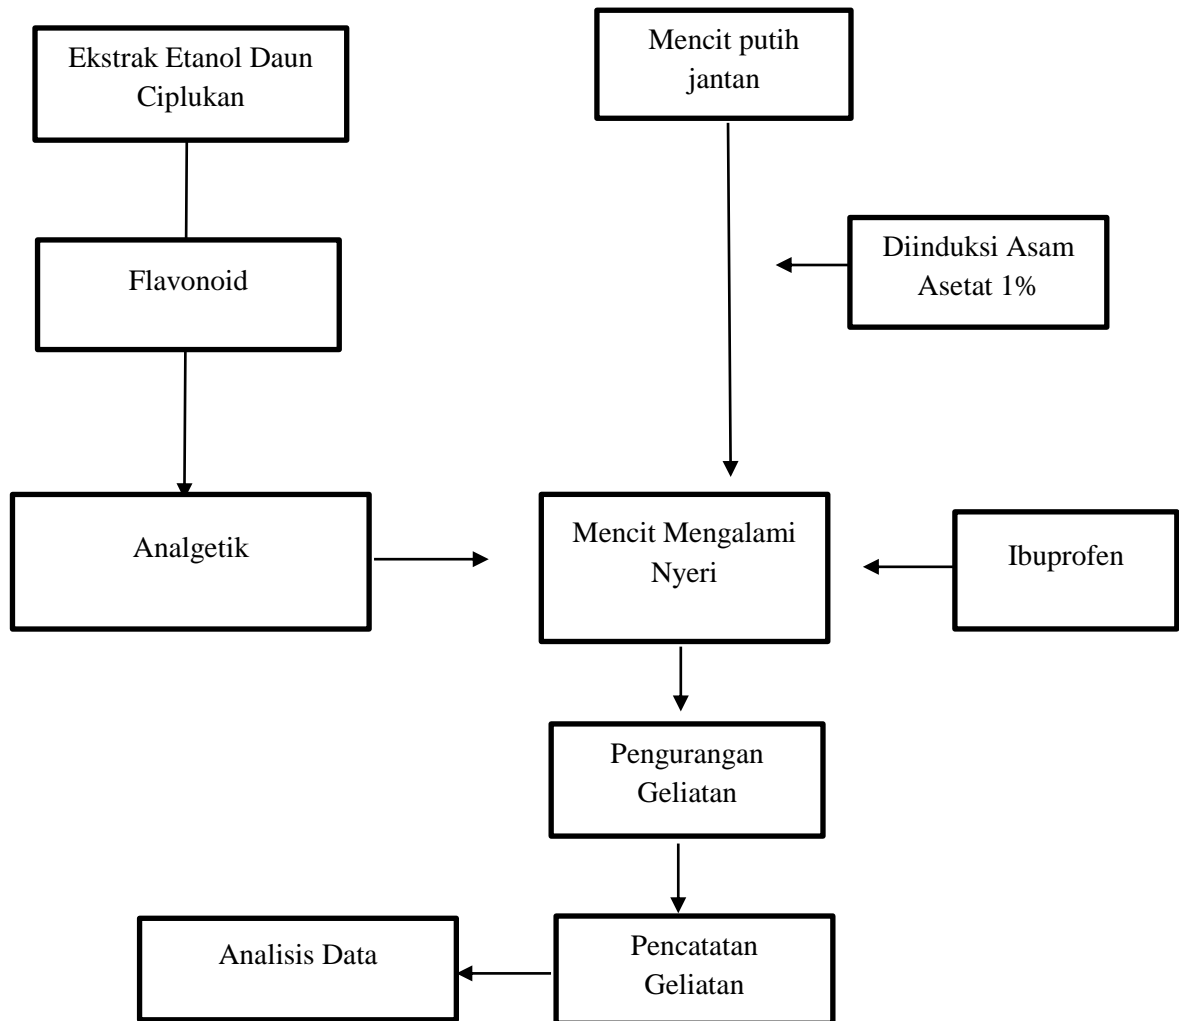 Ekstrak Etanol Daun
Ciplukan
Mencit putih
jantan
Flavonoid
Diinduksi Asam
Asetat 1%
Analgetik
Mencit Mengalami
Nyeri
Ibuprofen
Pengurangan
Geliatan
Analisis Data
Pencatatan
Geliatan